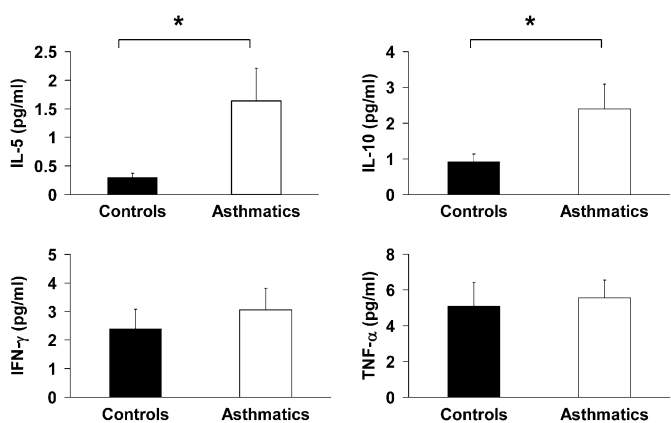 *
*
2.5
2
1.5
1
0.5
0
IL-5 (pg/ml)
Controls
Asthmatics
4
3
2
1
0
IL-10 (pg/ml)
Controls
Asthmatics
5
4
3
2
1
0
IFN-γ (pg/ml)
Controls
Asthmatics
8
6
4
2
0
TNF-α (pg/ml)
Controls
Asthmatics